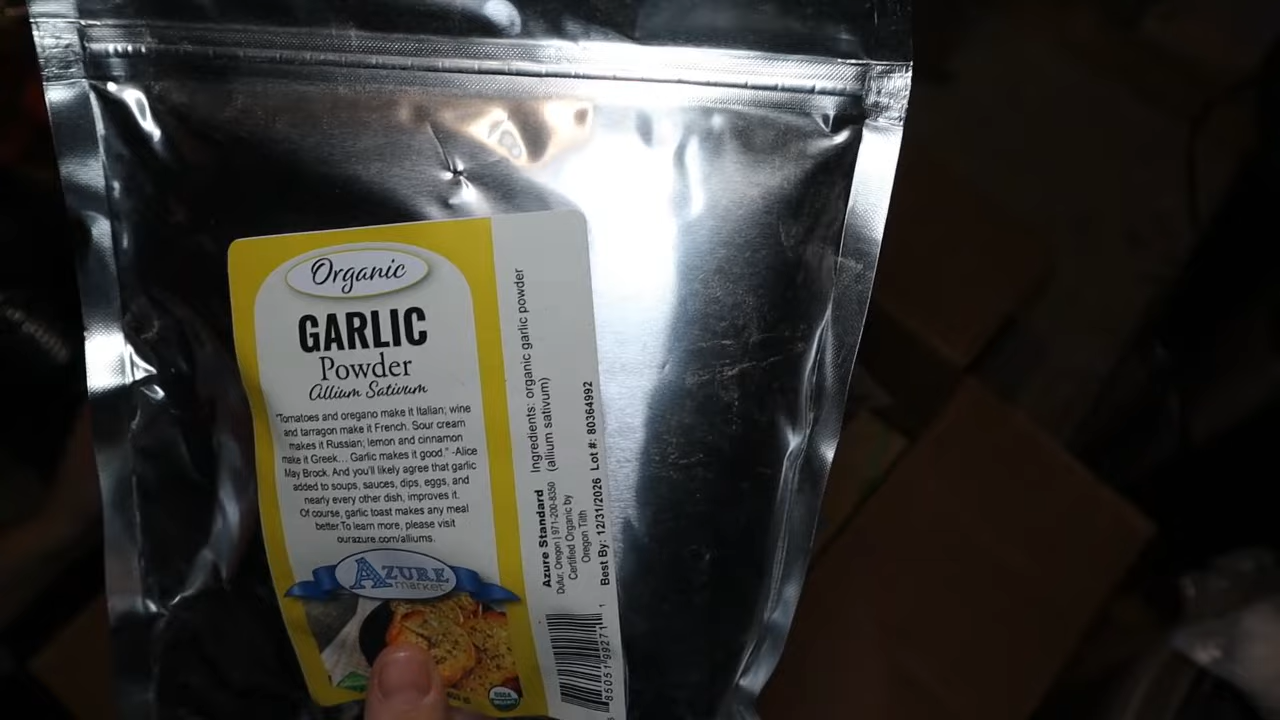 Organic
GARLIC
Powder
Allium Sativum
"Tomatoes and oregano make it Italian; wine
and tarragon make it French. Sour cream
makes it Russian; lemon and cinnamon
make it Greek... Garlic makes it good." -Alice
May Brock. And you'll likely agree that garlic
added to soups, sauces, dips, eggs, and
nearly every other dish, improves it.
Of course, garlic toast makes any meal
better.To learn more, please visit
ourazure.com/alliums.
AZURE
market
USDA
ORGANIC
Ingredients: organic garlic powder
(allium sativum)
Azure Standard
Dufur, Oregon | 971-200-8350
Certified Organic by
Oregon Tilth
Best By: 12/31/2026 Lot #: 80364992
85051 99271 1